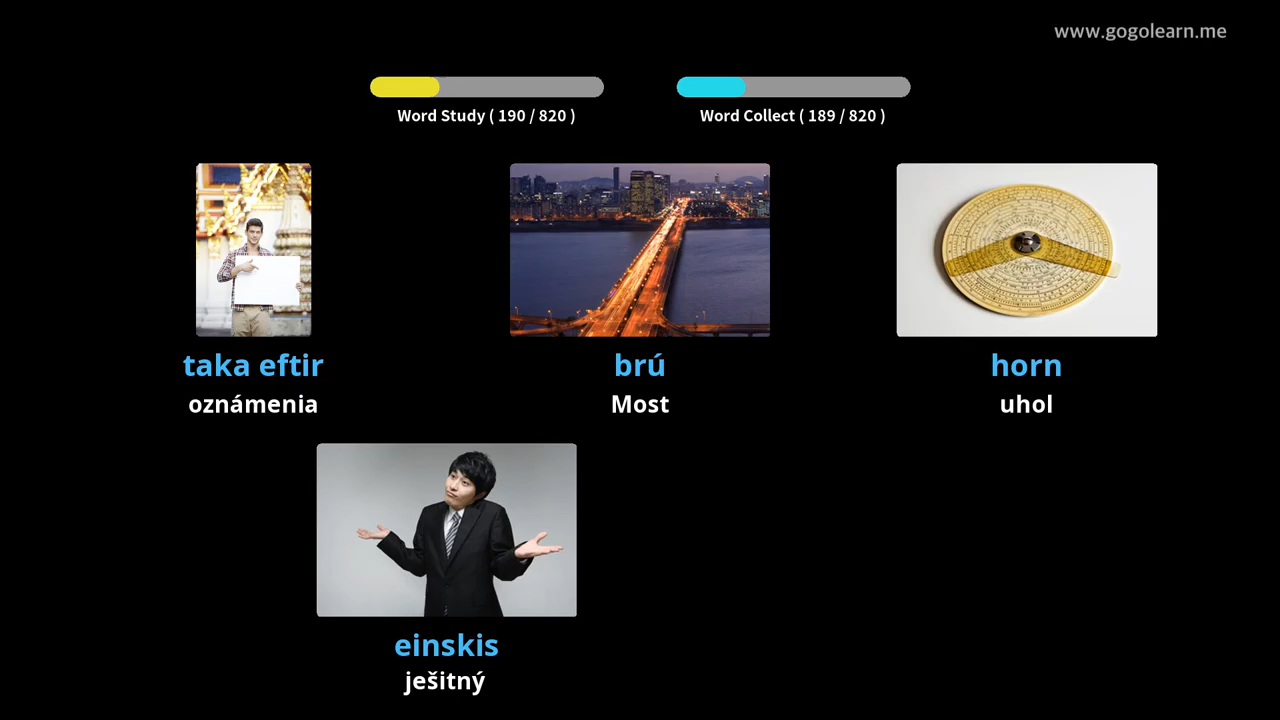 www.gogolearn.me
Word Study ( 190 / 820 )
Word Collect ( 189 / 820 )
taka eftir
oznámenia
brú
Most
horn
uhol
einskis
ješitný